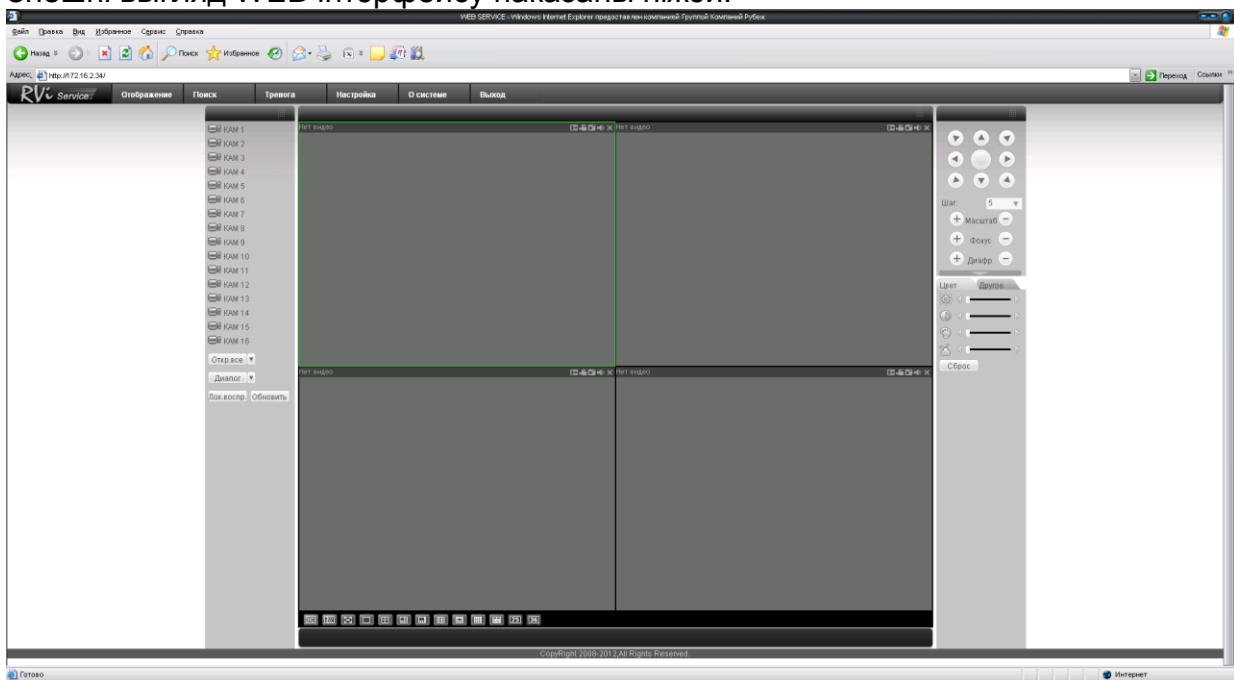 WEB SERVICE - Windows Internet Explorer предоставлен компанией Группой Компаний Рубеж
Файл Правка Вид Избранное Сервис Справка
Назад Поиск Избранное
Адрес: http://172.16.2.34/ Переход Ссылки
RVi Service Отображение Поиск Тревога Настройка О системе Выход
Нет видео Нет видео
КАМ 1
КАМ 2
КАМ 3
КАМ 4
КАМ 5
КАМ 6
КАМ 7
КАМ 8
КАМ 9
КАМ 10
КАМ 11
КАМ 12
КАМ 13
КАМ 14
КАМ 15
КАМ 16
Откр.все
Диалог
Лок.воспр. Обновить
Нет видео Нет видео
Шаг: 5
Масштаб
Фокус
Диафр.
Цвет Другое
Сброс
CopyRight 2008-2012,All Rights Reserved.
Готово Интернет